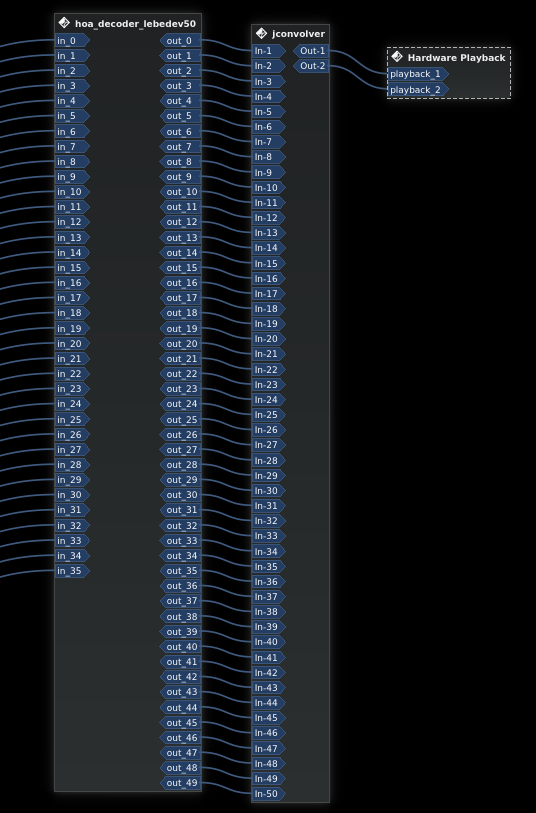 hoa_decoder_lebedev50
in_0 out_0
in_1 out_1
in_2 out_2
in_3 out_3
in_4 out_4
in_5 out_5
in_6 out_6
in_7 out_7
in_8 out_8
in_9 out_9
in_10 out_10
in_11 out_11
in_12 out_12
in_13 out_13
in_14 out_14
in_15 out_15
in_16 out_16
in_17 out_17
in_18 out_18
in_19 out_19
in_20 out_20
in_21 out_21
in_22 out_22
in_23 out_23
in_24 out_24
in_25 out_25
in_26 out_26
in_27 out_27
in_28 out_28
in_29 out_29
in_30 out_30
in_31 out_31
in_32 out_32
in_33 out_33
in_34 out_34
in_35 out_35
out_36
out_37
out_38
out_39
out_40
out_41
out_42
out_43
out_44
out_45
out_46
out_47
out_48
out_49
jconvolver
In-1 Out-1
In-2 Out-2
In-3
In-4
In-5
In-6
In-7
In-8
In-9
In-10
In-11
In-12
In-13
In-14
In-15
In-16
In-17
In-18
In-19
In-20
In-21
In-22
In-23
In-24
In-25
In-26
In-27
In-28
In-29
In-30
In-31
In-32
In-33
In-34
In-35
In-36
In-37
In-38
In-39
In-40
In-41
In-42
In-43
In-44
In-45
In-46
In-47
In-48
In-49
In-50
Hardware Playback
playback_1
playback_2